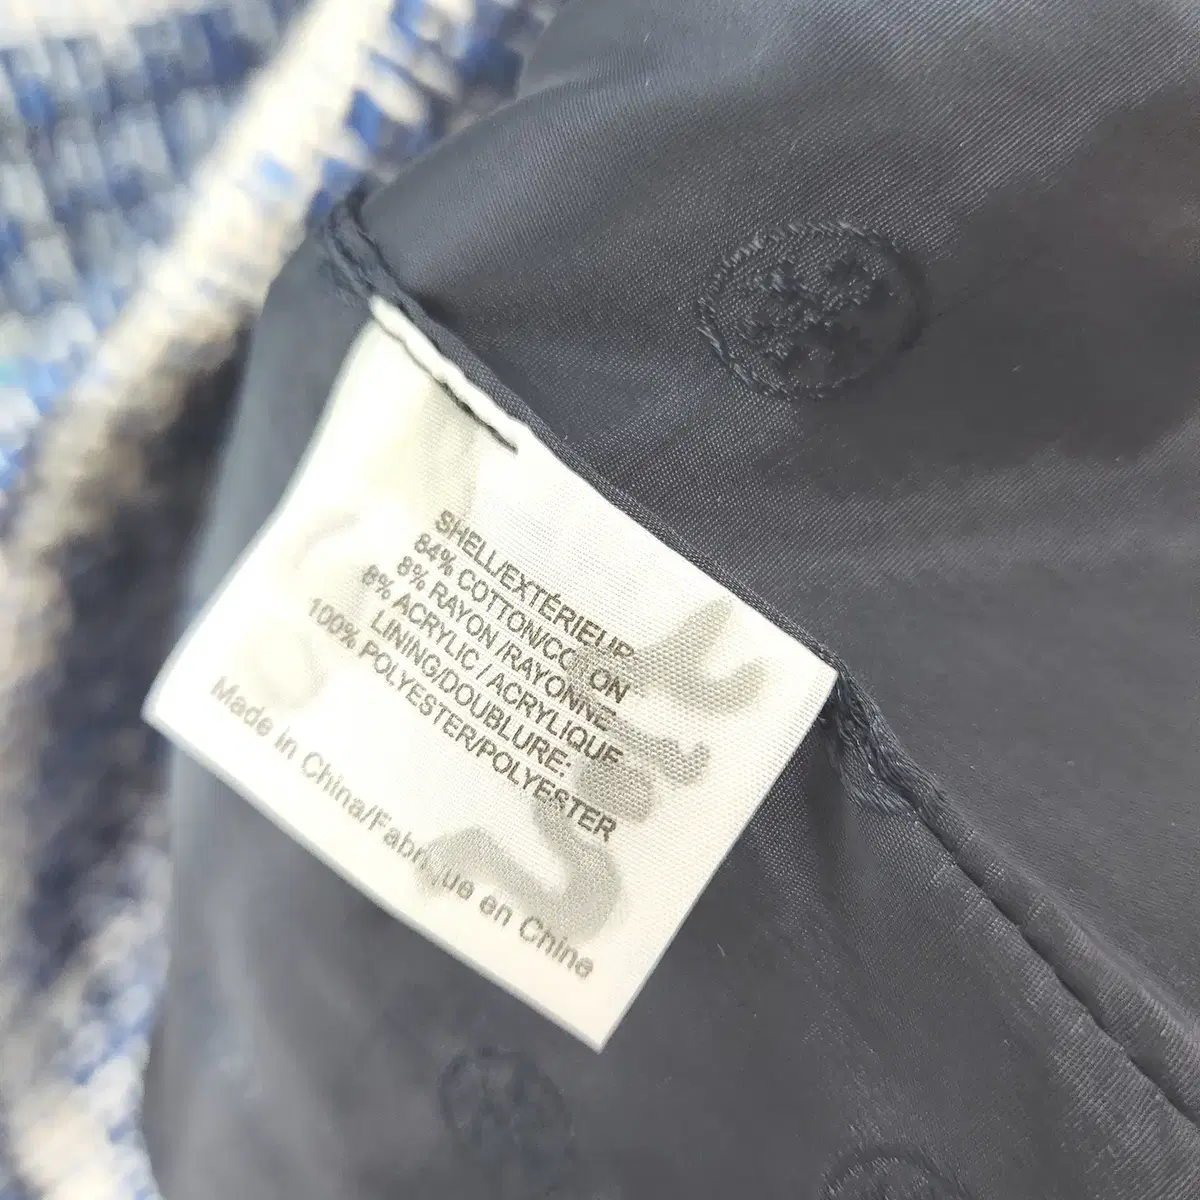 SHELL/EXTÉRIEUR
84% COTTON/COTON
8% RAYON /RAYONNE
8% ACRYLIC / ACRYLIQUE
LINING/DOUBLURE:
100% POLYESTER/POLYESTER
Made in China/Fabrique en Chine